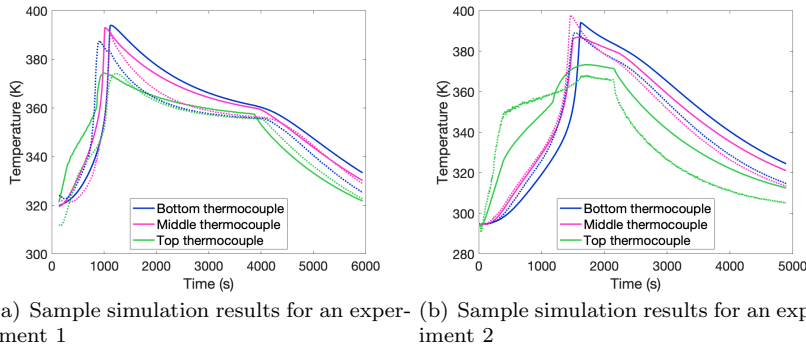 400
380
360
340
320
300
Temperature (K)
0 1000 2000 3000 4000 5000 6000
Time (s)
Bottom thermocouple
Middle thermocouple
Top thermocouple
400
380
360
340
320
300
280
Temperature (K)
0 1000 2000 3000 4000 5000
Time (s)
Bottom thermocouple
Middle thermocouple
Top thermocouple
a) Sample simulation results for an exper-
ment 1
(b) Sample simulation results for an exp
iment 2